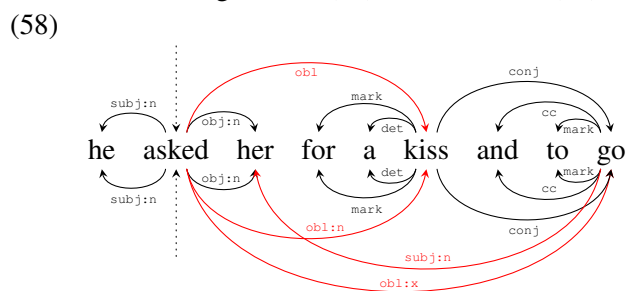 (58)
obl conj
mark cc
subj:n obj:n det mark
he asked her for a kiss and to go
subj:n obj:n det mark
mark cc
obl:n conj
subj:n
obl:x